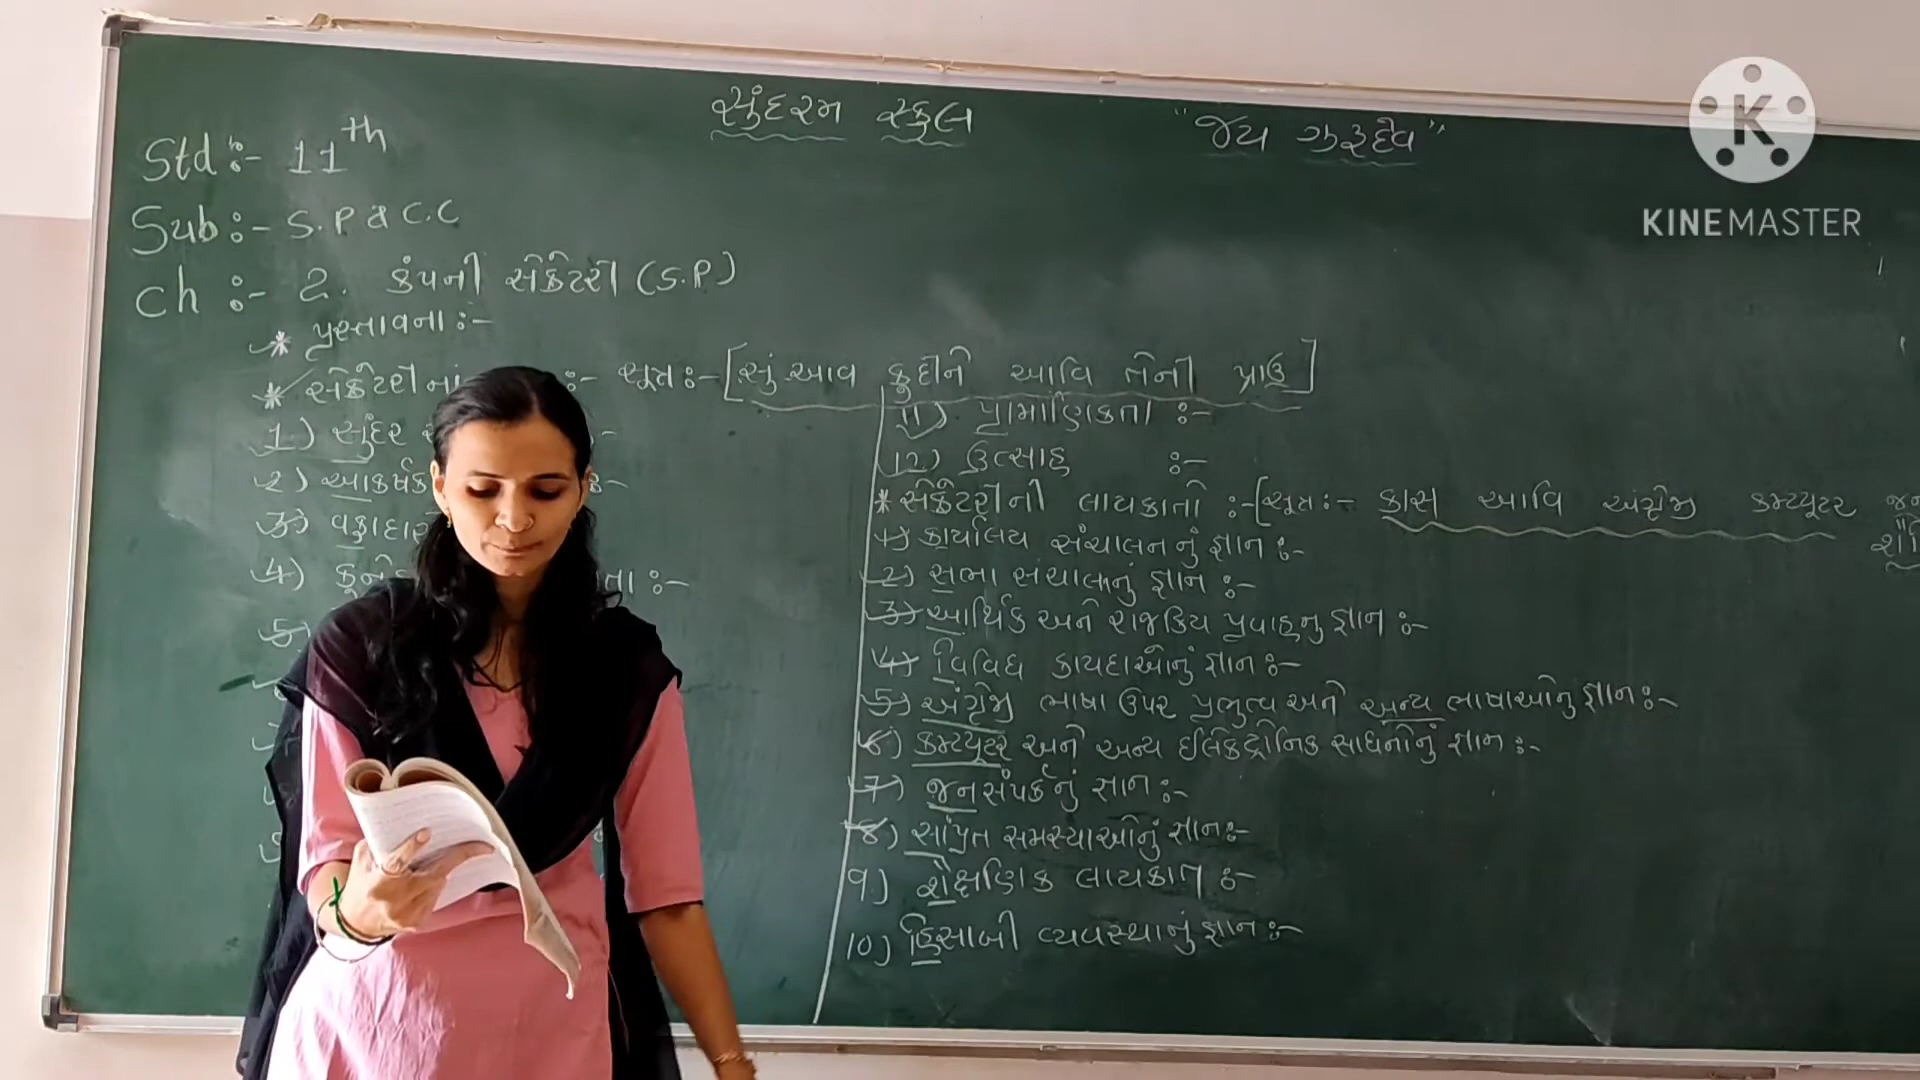 સુંદરમ સ્કુલ
"જય ગુરુદેવ"
KINEMASTER
Std :- 11th
Sub :- S.P & C.C
ch :- 2. કંપની સેક્રેટરી (S.P)
* પ્રસ્તાવના :-
* સેક્રેટરીનાં :- સૂત્ર :- [સું આવ કુદીને આવિ તેની પ્રાઉ]
1) સુંદર
2) આકર્ષક
3) વફાદાર
4) કુનેહ તા :-
5)
11) પ્રામાણિકતા :-
12) ઉત્સાહ :-
* સેક્રેટરીની લાયકાતો :- [સૂત્ર :- કાસ આવિ અંગ્રેજી કમ્પ્યૂટર જન
1) કાર્યાલય સંચાલનનું જ્ઞાન :-
2) સભા સંચાલનનું જ્ઞાન :-
3) આર્થિક અને રાજકિય પ્રવાહનુ જ્ઞાન :-
4) વિવિધ કાયદાઓનું જ્ઞાન :-
5) અંગ્રેજી ભાષા ઉપર પ્રભુત્વ અને અન્ય ભાષાઓનુ જ્ઞાન :-
6) કમ્પ્યૂટર અને અન્ય ઈલેકટ્રોનિક સાધનોનું જ્ઞાન :-
7) જનસંપર્કનું જ્ઞાન :-
8) સાંપ્રત સમસ્યાઓનું જ્ઞાન :-
9) શૈક્ષણિક લાયકાત :-
10) હિસાબી વ્યવસ્થાનું જ્ઞાન :-